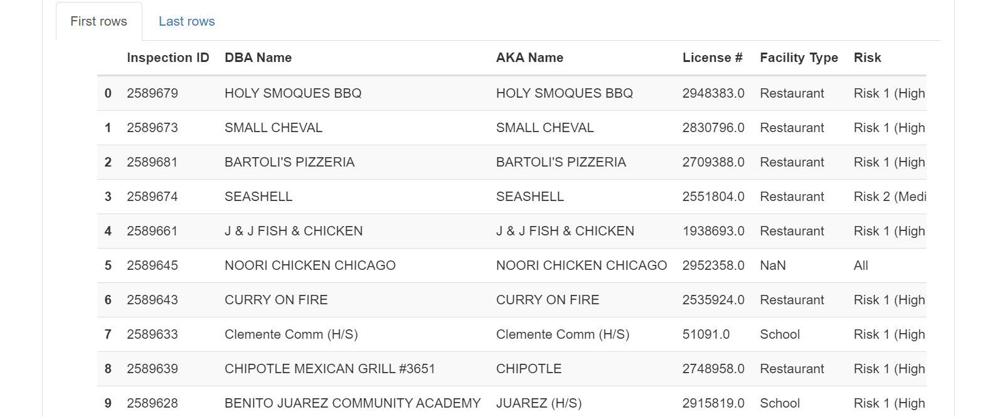 First rows Last rows
Inspection ID DBA Name AKA Name License # Facility Type Risk
0 2589679 HOLY SMOQUES BBQ HOLY SMOQUES BBQ 2948383.0 Restaurant Risk 1 (High
1 2589673 SMALL CHEVAL SMALL CHEVAL 2830796.0 Restaurant Risk 1 (High
2 2589681 BARTOLI'S PIZZERIA BARTOLI'S PIZZERIA 2709388.0 Restaurant Risk 1 (High
3 2589674 SEASHELL SEASHELL 2551804.0 Restaurant Risk 2 (Medi
4 2589661 J & J FISH & CHICKEN J & J FISH & CHICKEN 1938693.0 Restaurant Risk 1 (High
5 2589645 NOORI CHICKEN CHICAGO NOORI CHICKEN CHICAGO 2952358.0 NaN All
6 2589643 CURRY ON FIRE CURRY ON FIRE 2535924.0 Restaurant Risk 1 (High
7 2589633 Clemente Comm (H/S) Clemente Comm (H/S) 51091.0 School Risk 1 (High
8 2589639 CHIPOTLE MEXICAN GRILL #3651 CHIPOTLE 2748958.0 Restaurant Risk 1 (High
9 2589628 BENITO JUAREZ COMMUNITY ACADEMY JUAREZ (H/S) 2915819.0 School Risk 1 (High